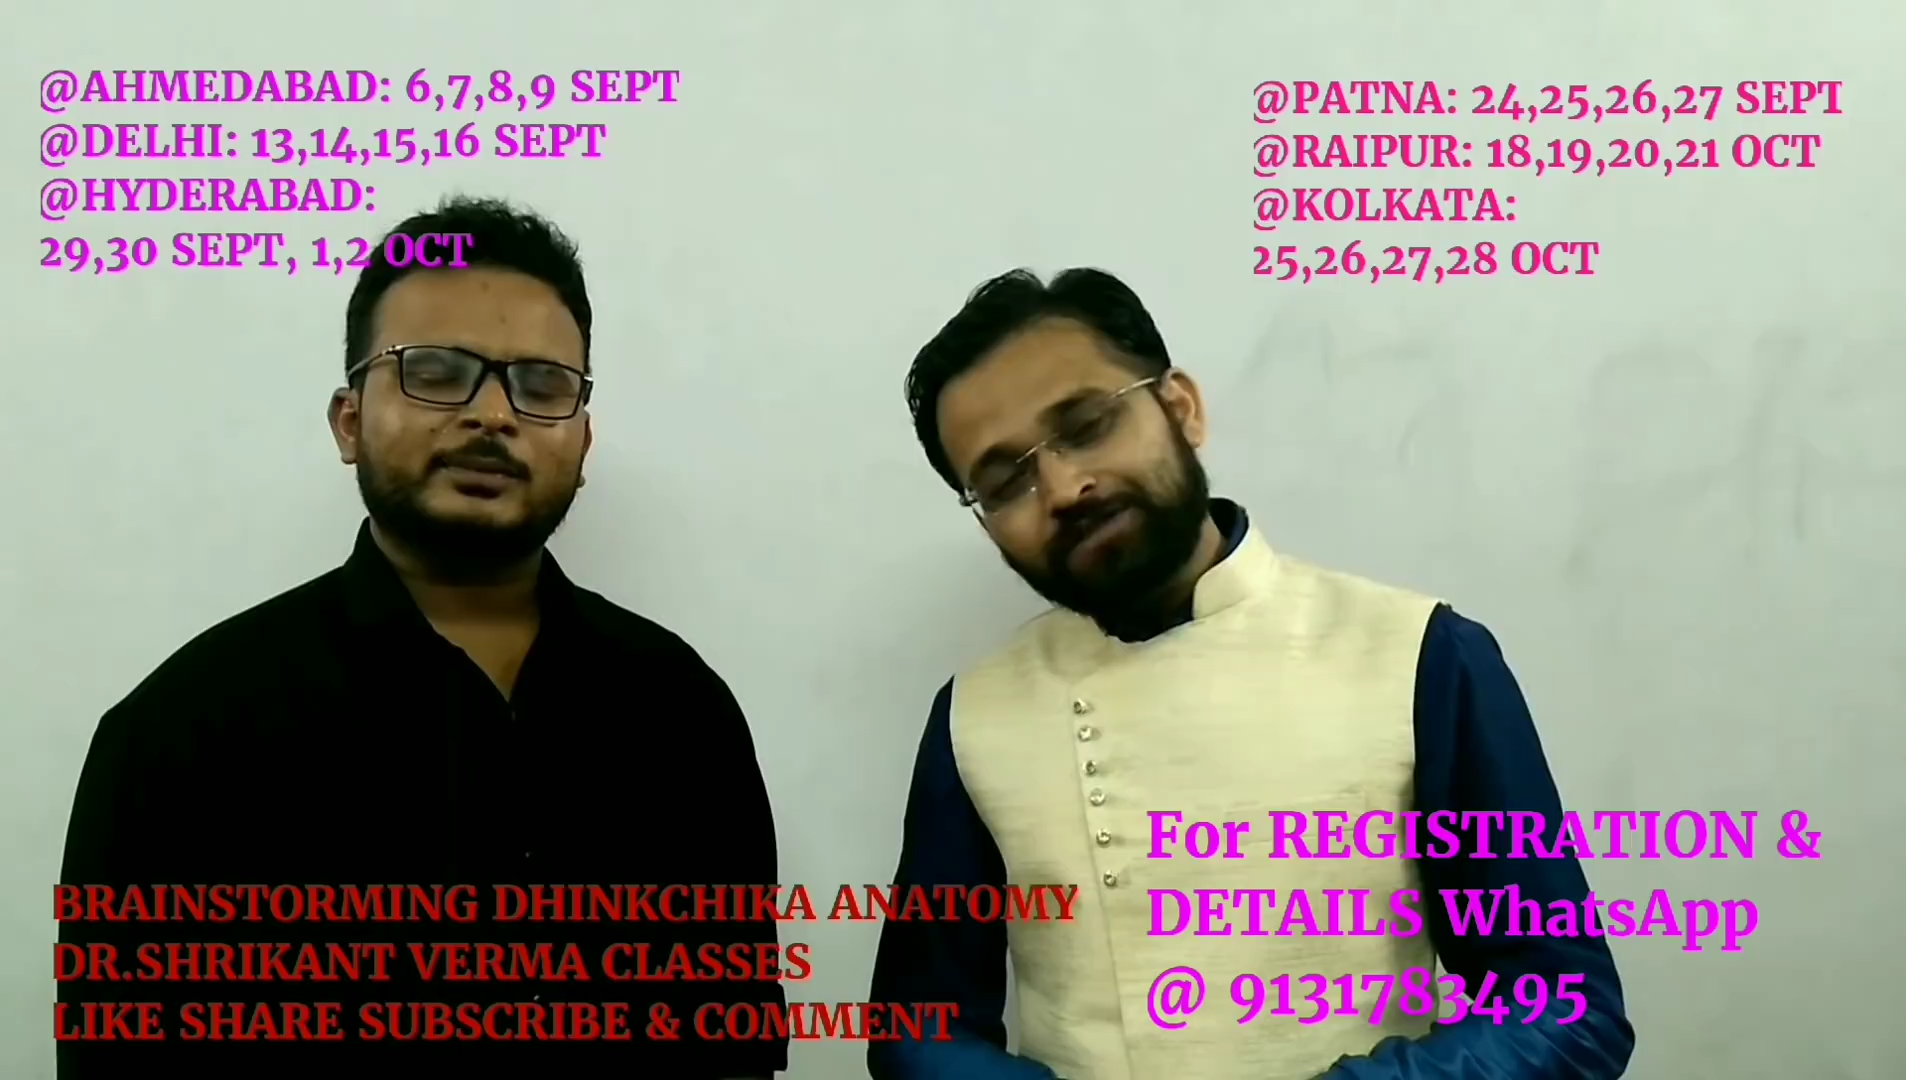 @AHMEDABAD: 6,7,8,9 SEPT
@DELHI: 13,14,15,16 SEPT
@HYDERABAD:
29,30 SEPT, 1,2 OCT
@PATNA: 24,25,26,27 SEPT
@RAIPUR: 18,19,20,21 OCT
@KOLKATA:
25,26,27,28 OCT
BRAINSTORMING DHINKCHIKA ANATOMY
DR.SHRIKANT VERMA CLASSES
LIKE SHARE SUBSCRIBE & COMMENT
For REGISTRATION &
DETAILS WhatsApp
@ 9131783495